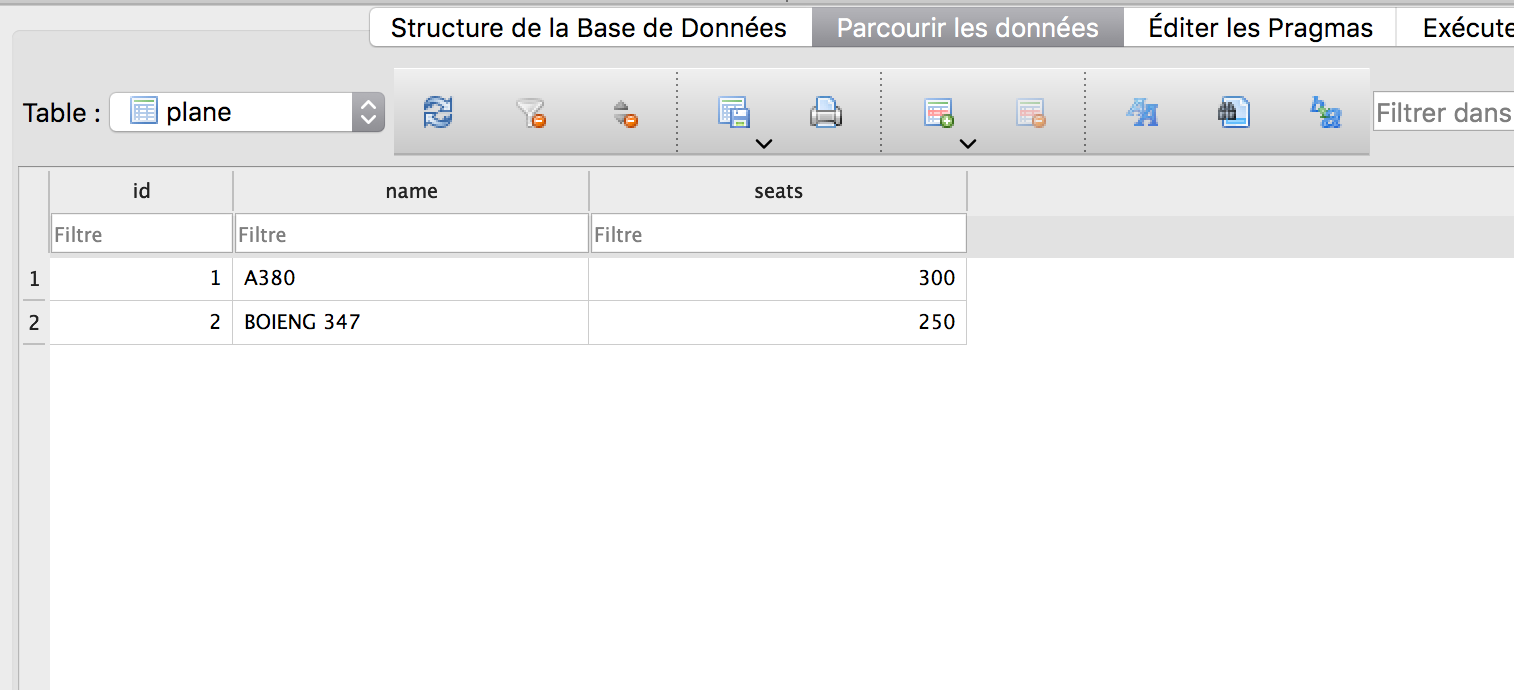 Structure de la Base de Données Parcourir les données Éditer les Pragmas Exécute
Table : plane Filtrer dans
id name seats
Filtre Filtre Filtre
1 1 A380 300
2 2 BOIENG 347 250